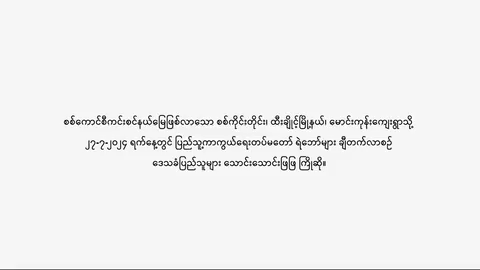 စစ်ကောင်စီကင်းစင်နယ်မြေဖြစ်လာသော စစ်ကိုင်းတိုင်း၊ ထီးချိုင့်မြို့နယ်၊ မောင်းကုန်းကျေးရွာသို့
၂၇-၇-၂၀၂၄ ရက်နေ့တွင် ပြည်သူ့ကာကွယ်ရေးတပ်မတော် ရဲဘော်များ ချီတက်လာစဉ်
ဒေသခံပြည်သူများ သောင်းသောင်းဖြဖြ ကြိုဆို။